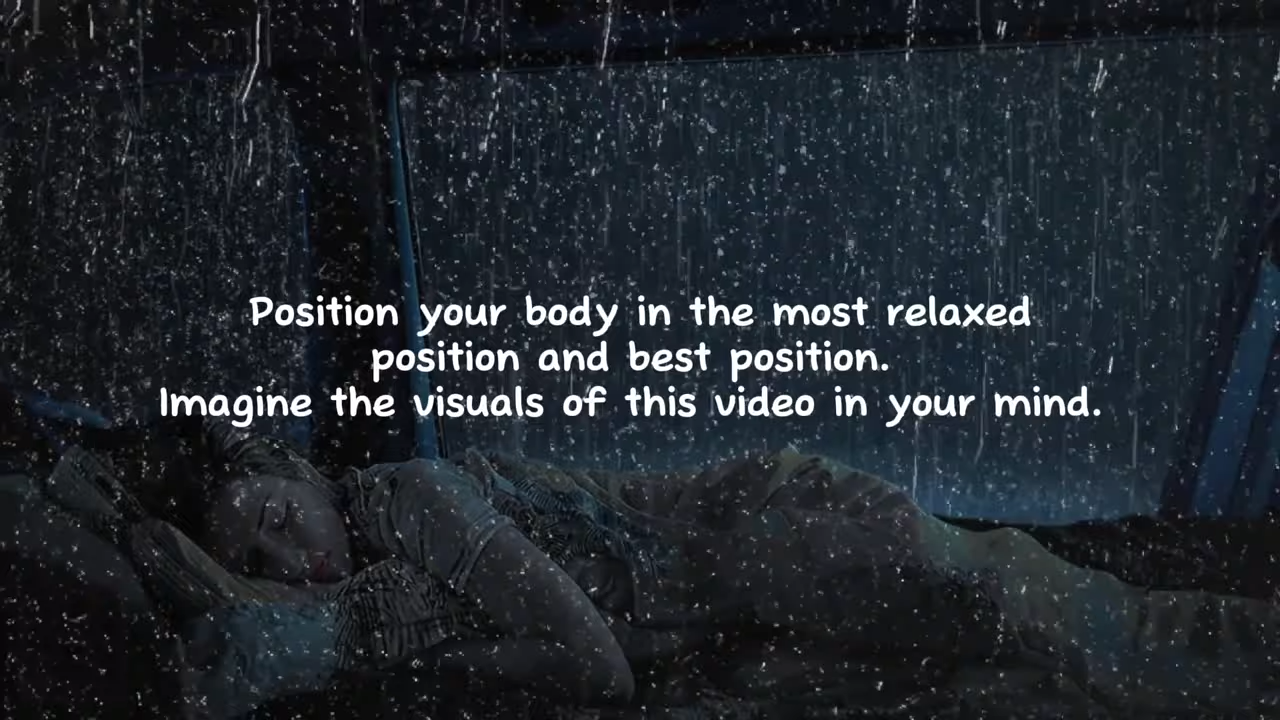 Position your body in the most relaxed
position and best position.
Imagine the visuals of this video in your mind.